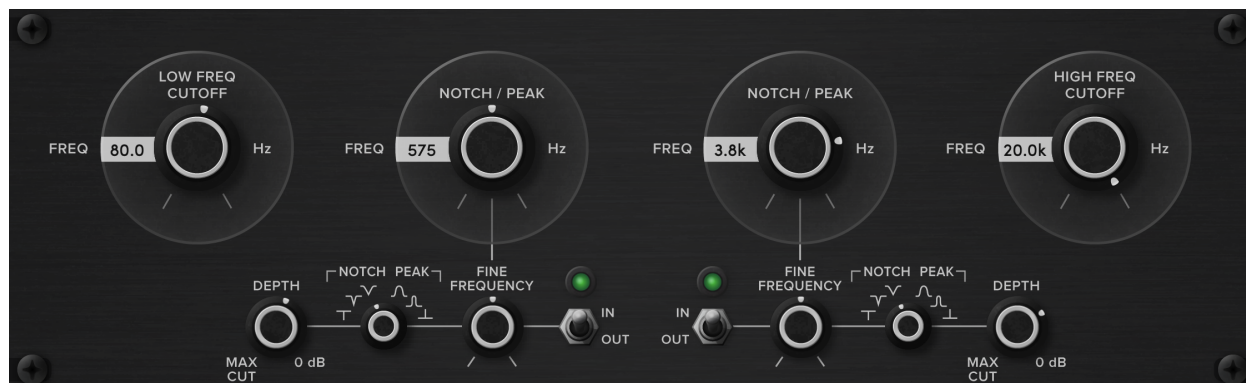 LOW FREQ
CUTOFF
FREQ 80.0 Hz
NOTCH / PEAK
FREQ 575 Hz
NOTCH / PEAK
FREQ 3.8k Hz
HIGH FREQ
CUTOFF
FREQ 20.0k Hz
DEPTH
MAX
CUT
0 dB
NOTCH PEAK
FINE
FREQUENCY
IN
OUT
IN
OUT
FINE
FREQUENCY
NOTCH PEAK
DEPTH
MAX
CUT
0 dB